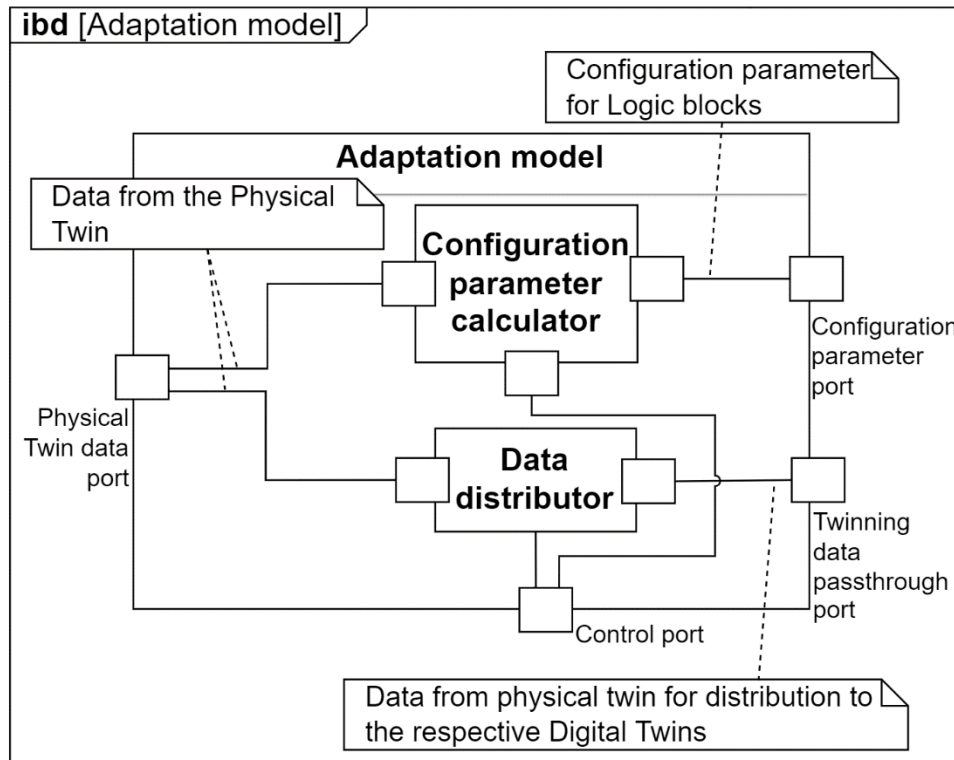 ibd [Adaptation model]
Configuration parameter
for Logic blocks
Adaptation model
Data from the Physical
Twin
Configuration
parameter
calculator
Configuration
parameter
port
Physical
Twin data
port
Data
distributor
Twinning
data
passthrough
port
Control port
Data from physical twin for distribution to
the respective Digital Twins